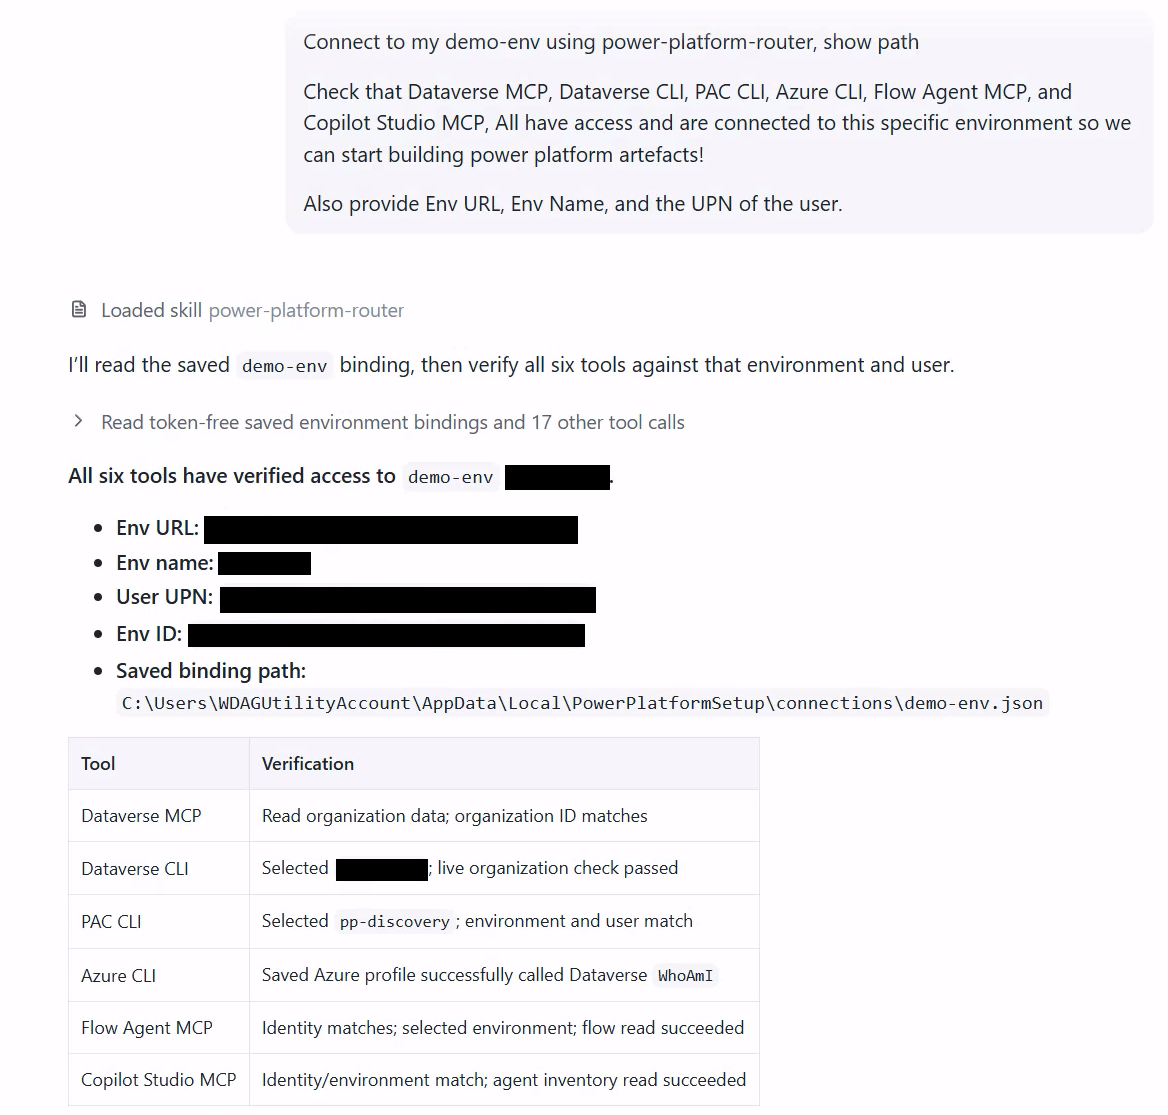 Connect to my demo-env using power-platform-router, show path
Check that Dataverse MCP, Dataverse CLI, PAC CLI, Azure CLI, Flow Agent MCP, and
Copilot Studio MCP, All have access and are connected to this specific environment so we
can start building power platform artefacts!
Also provide Env URL, Env Name, and the UPN of the user.
Loaded skill power-platform-router
I’ll read the saved demo-env binding, then verify all six tools against that environment and user.
Read token-free saved environment bindings and 17 other tool calls
All six tools have verified access to demo-env .
Env URL:
Env name:
User UPN:
Env ID:
Saved binding path:
C:\Users\WDAGUtilityAccount\AppData\Local\PowerPlatformSetup\connections\demo-env.json
Tool Verification
Dataverse MCP Read organization data; organization ID matches
Dataverse CLI Selected ; live organization check passed
PAC CLI Selected pp-discovery ; environment and user match
Azure CLI Saved Azure profile successfully called Dataverse WhoAmI
Flow Agent MCP Identity matches; selected environment; flow read succeeded
Copilot Studio MCP Identity/environment match; agent inventory read succeeded